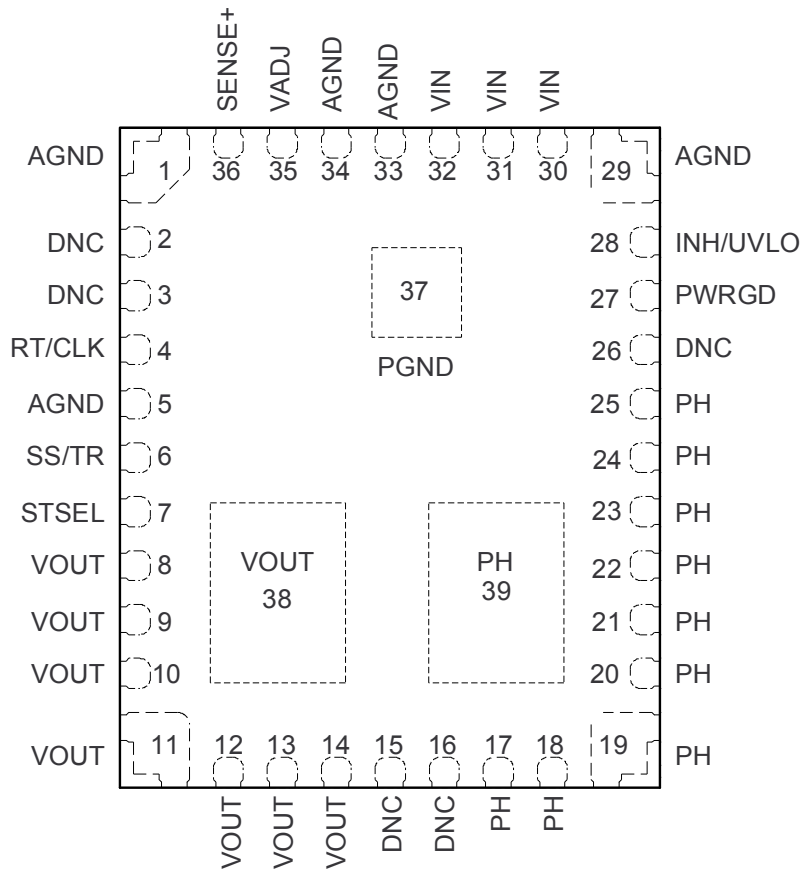 SENSE+
VADJ
AGND
AGND
VIN
VIN
VIN
AGND
1
36
35
34
33
32
31
30
29
AGND
DNC
2
28
INH/UVLO
DNC
3
37
27
PWRGD
RT/CLK
4
PGND
26
DNC
AGND
5
25
PH
SS/TR
6
24
PH
STSEL
7
23
PH
VOUT
8
VOUT
38
PH
39
22
PH
VOUT
9
21
PH
VOUT
10
20
PH
VOUT
11
12
13
14
15
16
17
18
19
PH
VOUT
VOUT
VOUT
DNC
DNC
PH
PH